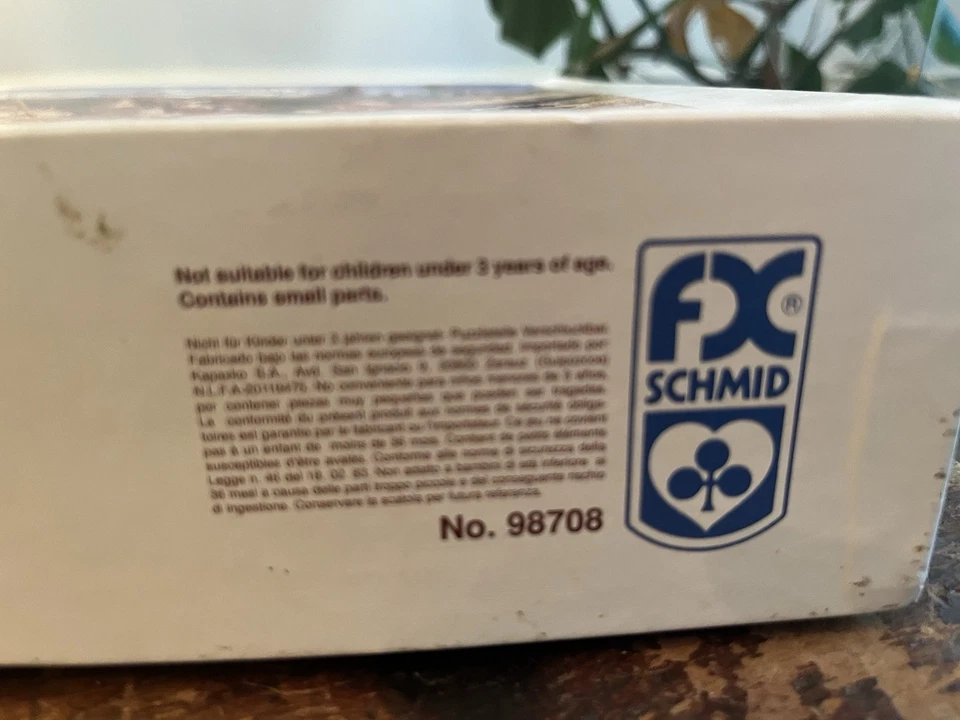 Not suitable for children under 3 years of age.
Contains small parts.
Nicht für Kinder unter 3 Jahren geeignet.
Fabricado bajo las normas europeas de seguridad. Importado por
S.A., Avd. San Ignacio
No conveniente para niños menores de 3 años,
por contener piezas muy pequeñas que pueden ser tragadas.
La conformité du présent produit aux normes de sécurité
est garantie par le fabricant ou l'importateur. Ce jeu ne convient
pas à un enfant de moins de 36 mois. Contient de petits éléments
susceptibles d'être avalés. Conforme alle norme di sicurezza della
Legge n. 46 del 18. 02. 83. Non adatto a bambini di età inferiore ai
36 mesi a causa delle parti troppo piccole e del conseguente rischio
di ingestione. Conservare la scatola per futura referenza.
No. 98708
FX®
SCHMID